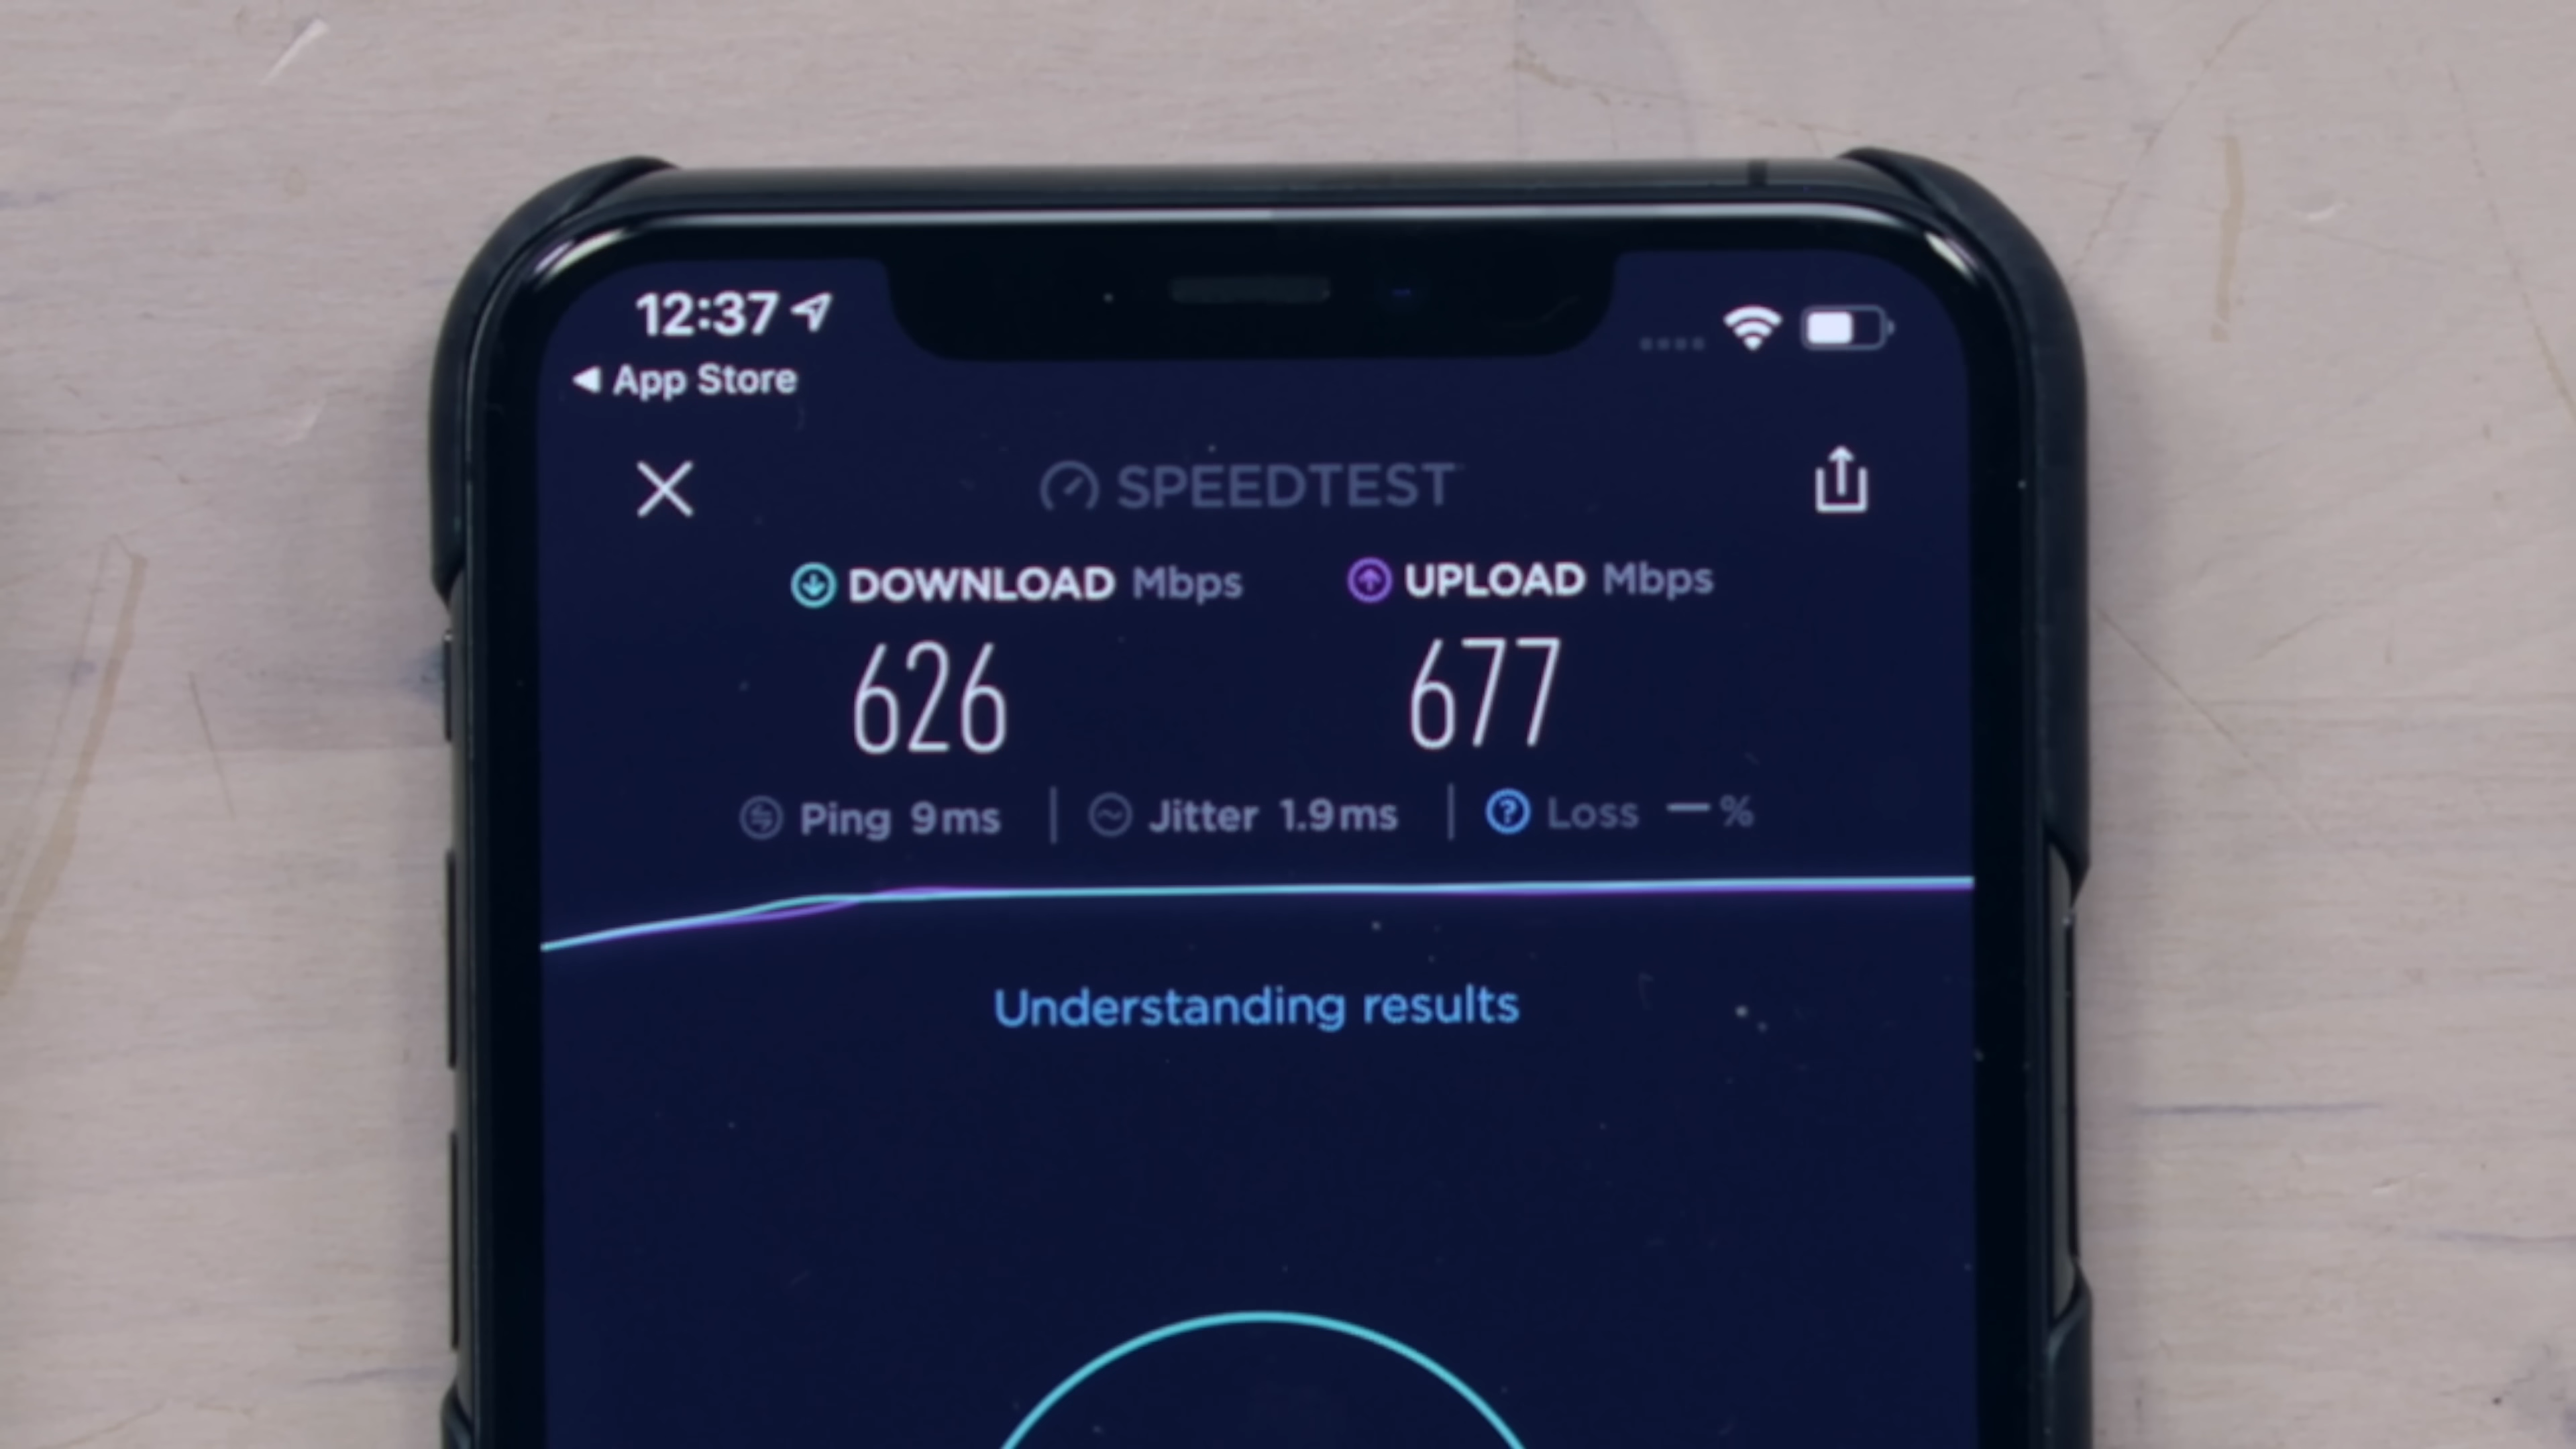 12:37
App Store
SPEEDTEST
DOWNLOAD Mbps UPLOAD Mbps
626 677
Ping 9ms Jitter 1.9ms ? Loss — %
Understanding results